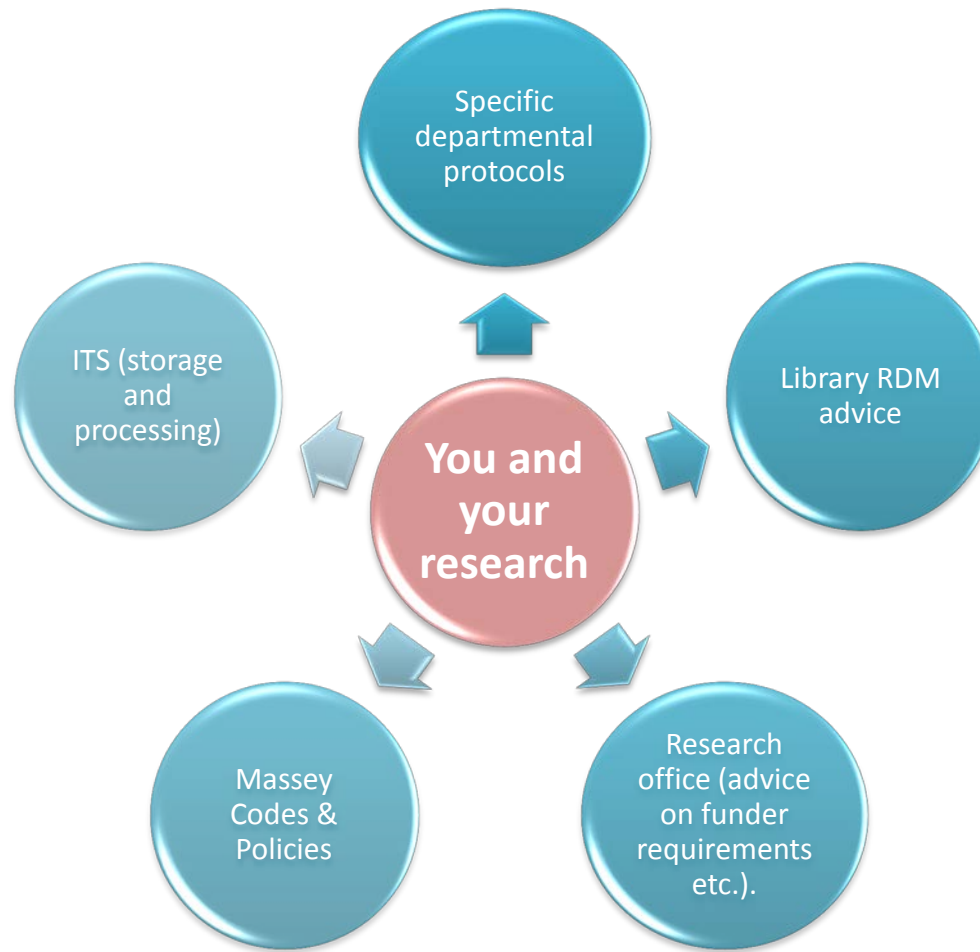 Specific
departmental
protocols
ITS (storage
and
processing)
Library RDM
advice
You and
your
research
Massey
Codes &
Policies
Research
office (advice
on funder
requirements
etc.).